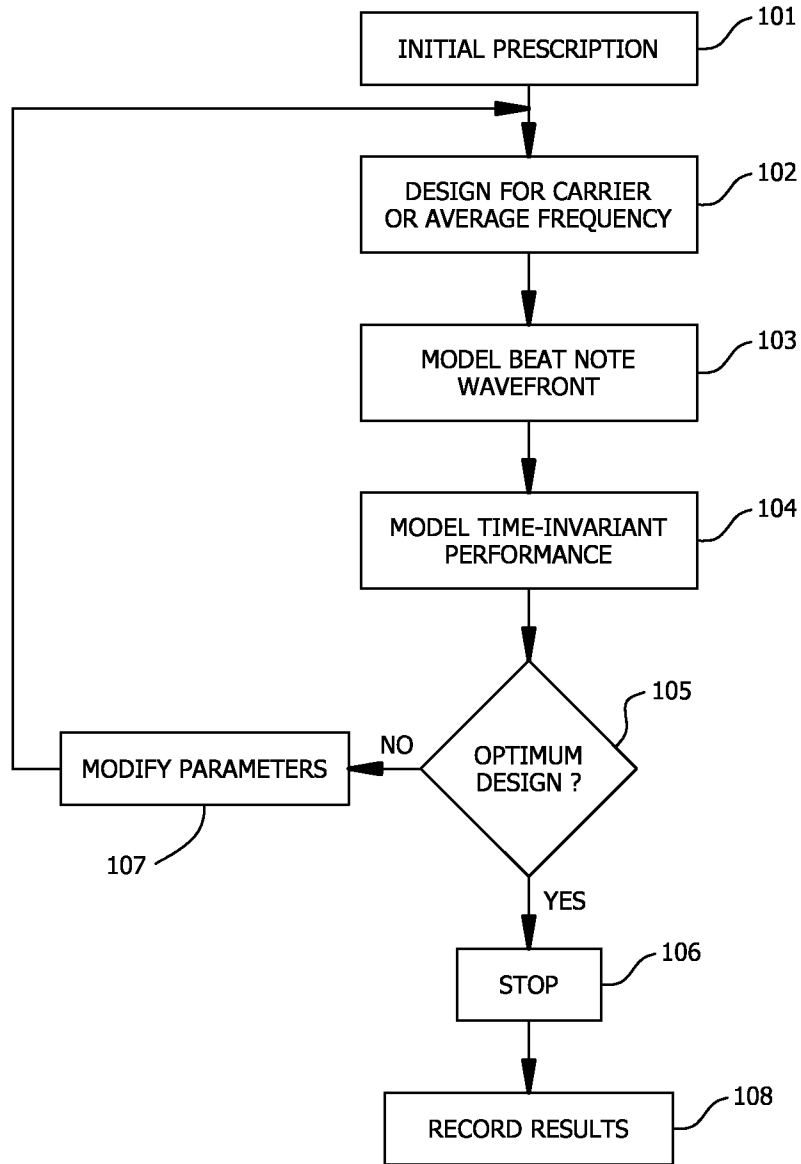 101
INITIAL PRESCRIPTION
102
DESIGN FOR CARRIER
OR AVERAGE FREQUENCY
103
MODEL BEAT NOTE
WAVEFRONT
104
MODEL TIME-INVARIANT
PERFORMANCE
105
OPTIMUM
DESIGN ?
NO
MODIFY PARAMETERS
107
YES
106
STOP
108
RECORD RESULTS